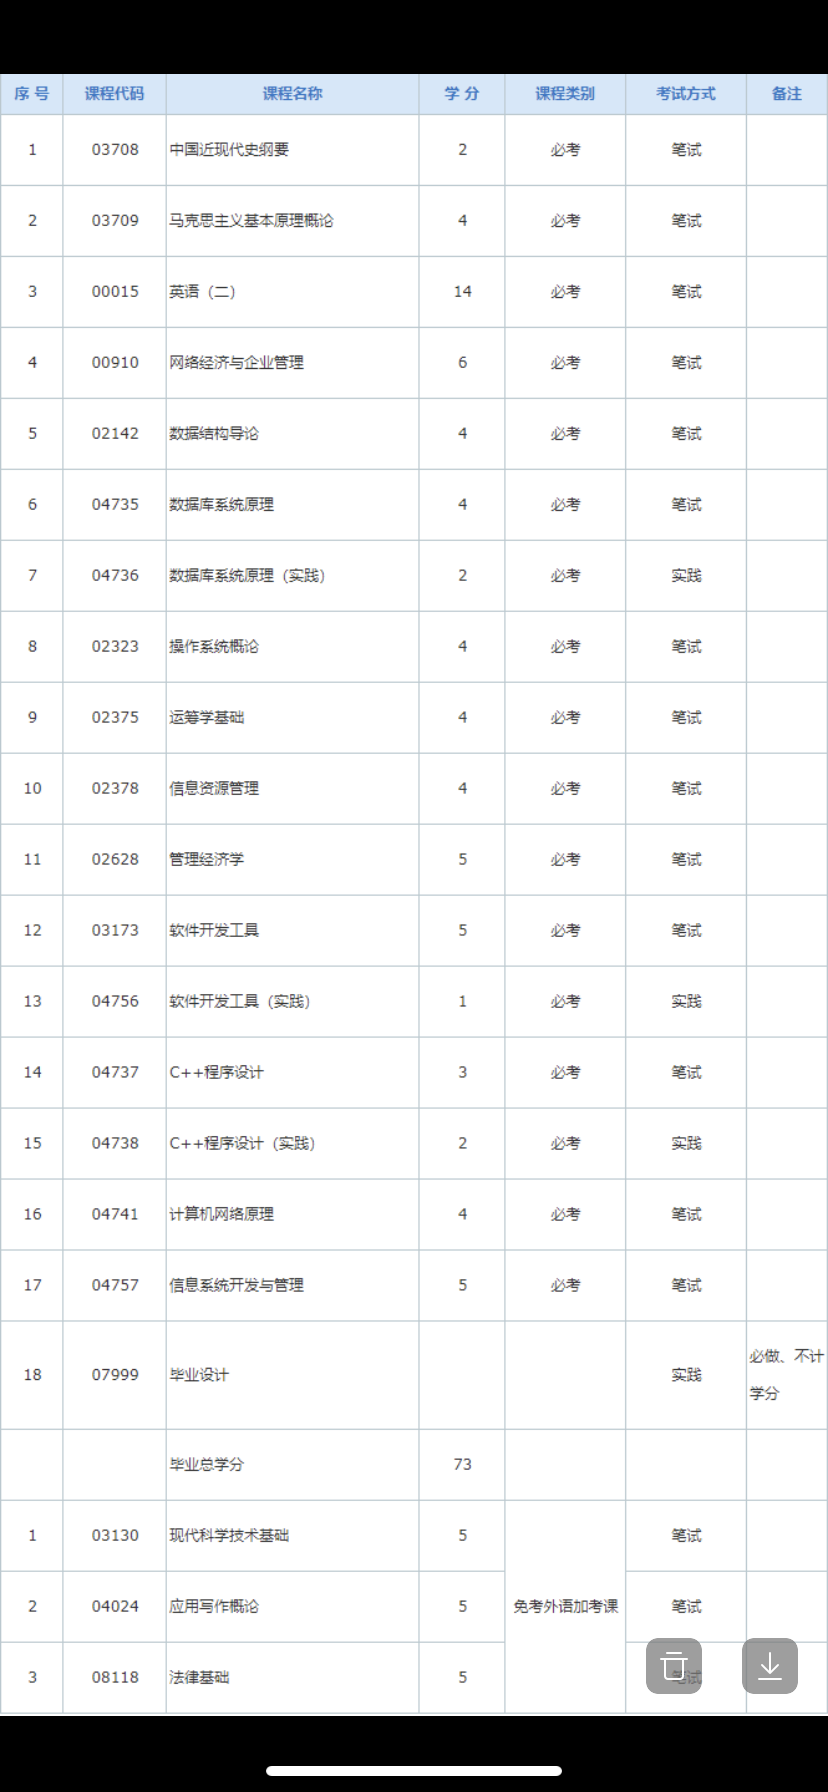 序 号 课程代码 课程名称 学 分 课程类别 考试方式 备注
1 03708 中国近现代史纲要 2 必考 笔试
2 03709 马克思主义基本原理概论 4 必考 笔试
3 00015 英语（二） 14 必考 笔试
4 00910 网络经济与企业管理 6 必考 笔试
5 02142 数据结构导论 4 必考 笔试
6 04735 数据库系统原理 4 必考 笔试
7 04736 数据库系统原理（实践） 2 必考 实践
8 02323 操作系统概论 4 必考 笔试
9 02375 运筹学基础 4 必考 笔试
10 02378 信息资源管理 4 必考 笔试
11 02628 管理经济学 5 必考 笔试
12 03173 软件开发工具 5 必考 笔试
13 04756 软件开发工具（实践） 1 必考 实践
14 04737 C++程序设计 3 必考 笔试
15 04738 C++程序设计（实践） 2 必考 实践
16 04741 计算机网络原理 4 必考 笔试
17 04757 信息系统开发与管理 5 必考 笔试
18 07999 毕业设计 实践 必做、不计
学分
毕业总学分 73
1 03130 现代科学技术基础 5 笔试
2 04024 应用写作概论 5 免考外语加考课 笔试
3 08118 法律基础 5 笔试